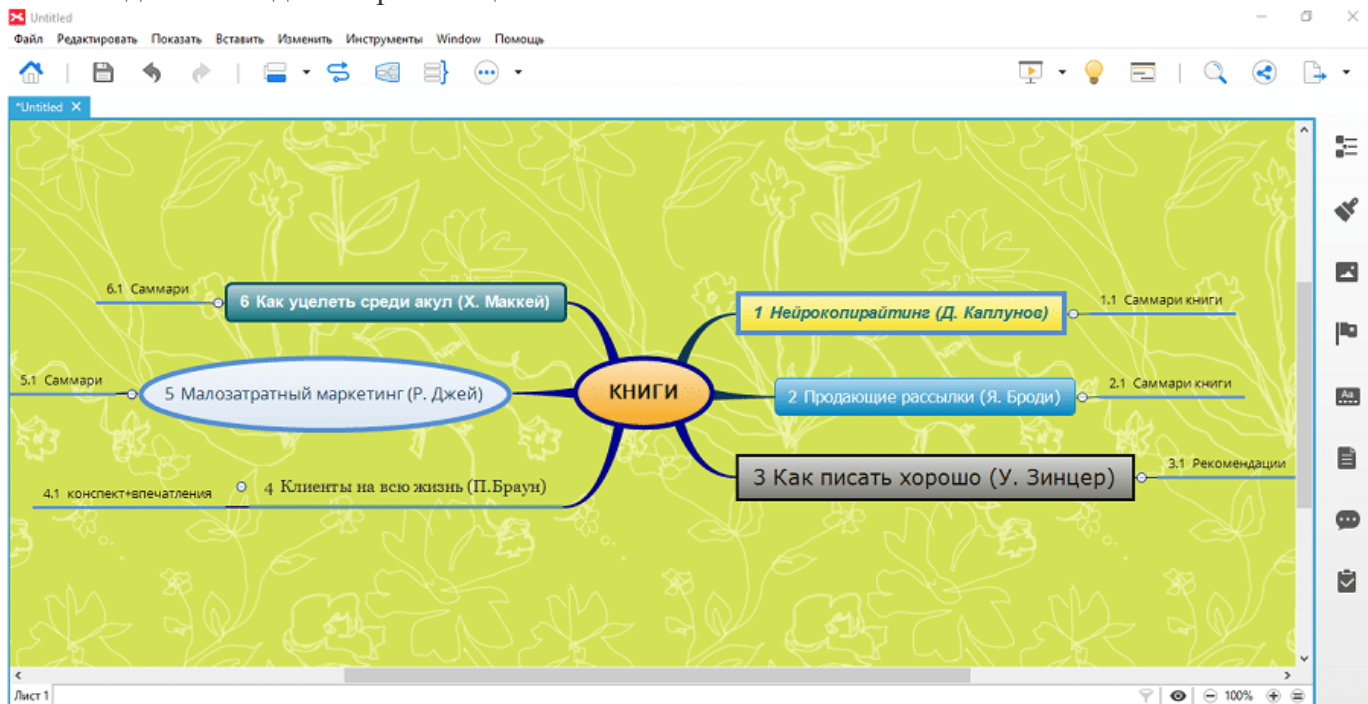 Untitled
Файл Редактировать Показать Вставить Изменить Инструменты Window Помощь
*Untitled
6.1 Саммари
6 Как уцелеть среди акул (Х. Маккей)
1 Нейрокопирайтинг (Д. Каплунов)
1.1 Саммари книги
5.1 Саммари
5 Малозатратный маркетинг (Р. Джей)
КНИГИ
2 Продающие рассылки (Я. Броди)
2.1 Саммари книги
3 Как писать хорошо (У. Зинцер)
3.1 Рекомендации
4.1 конспект+впечатления
4 Клиенты на всю жизнь (П.Браун)
Aa
Лист 1
100%